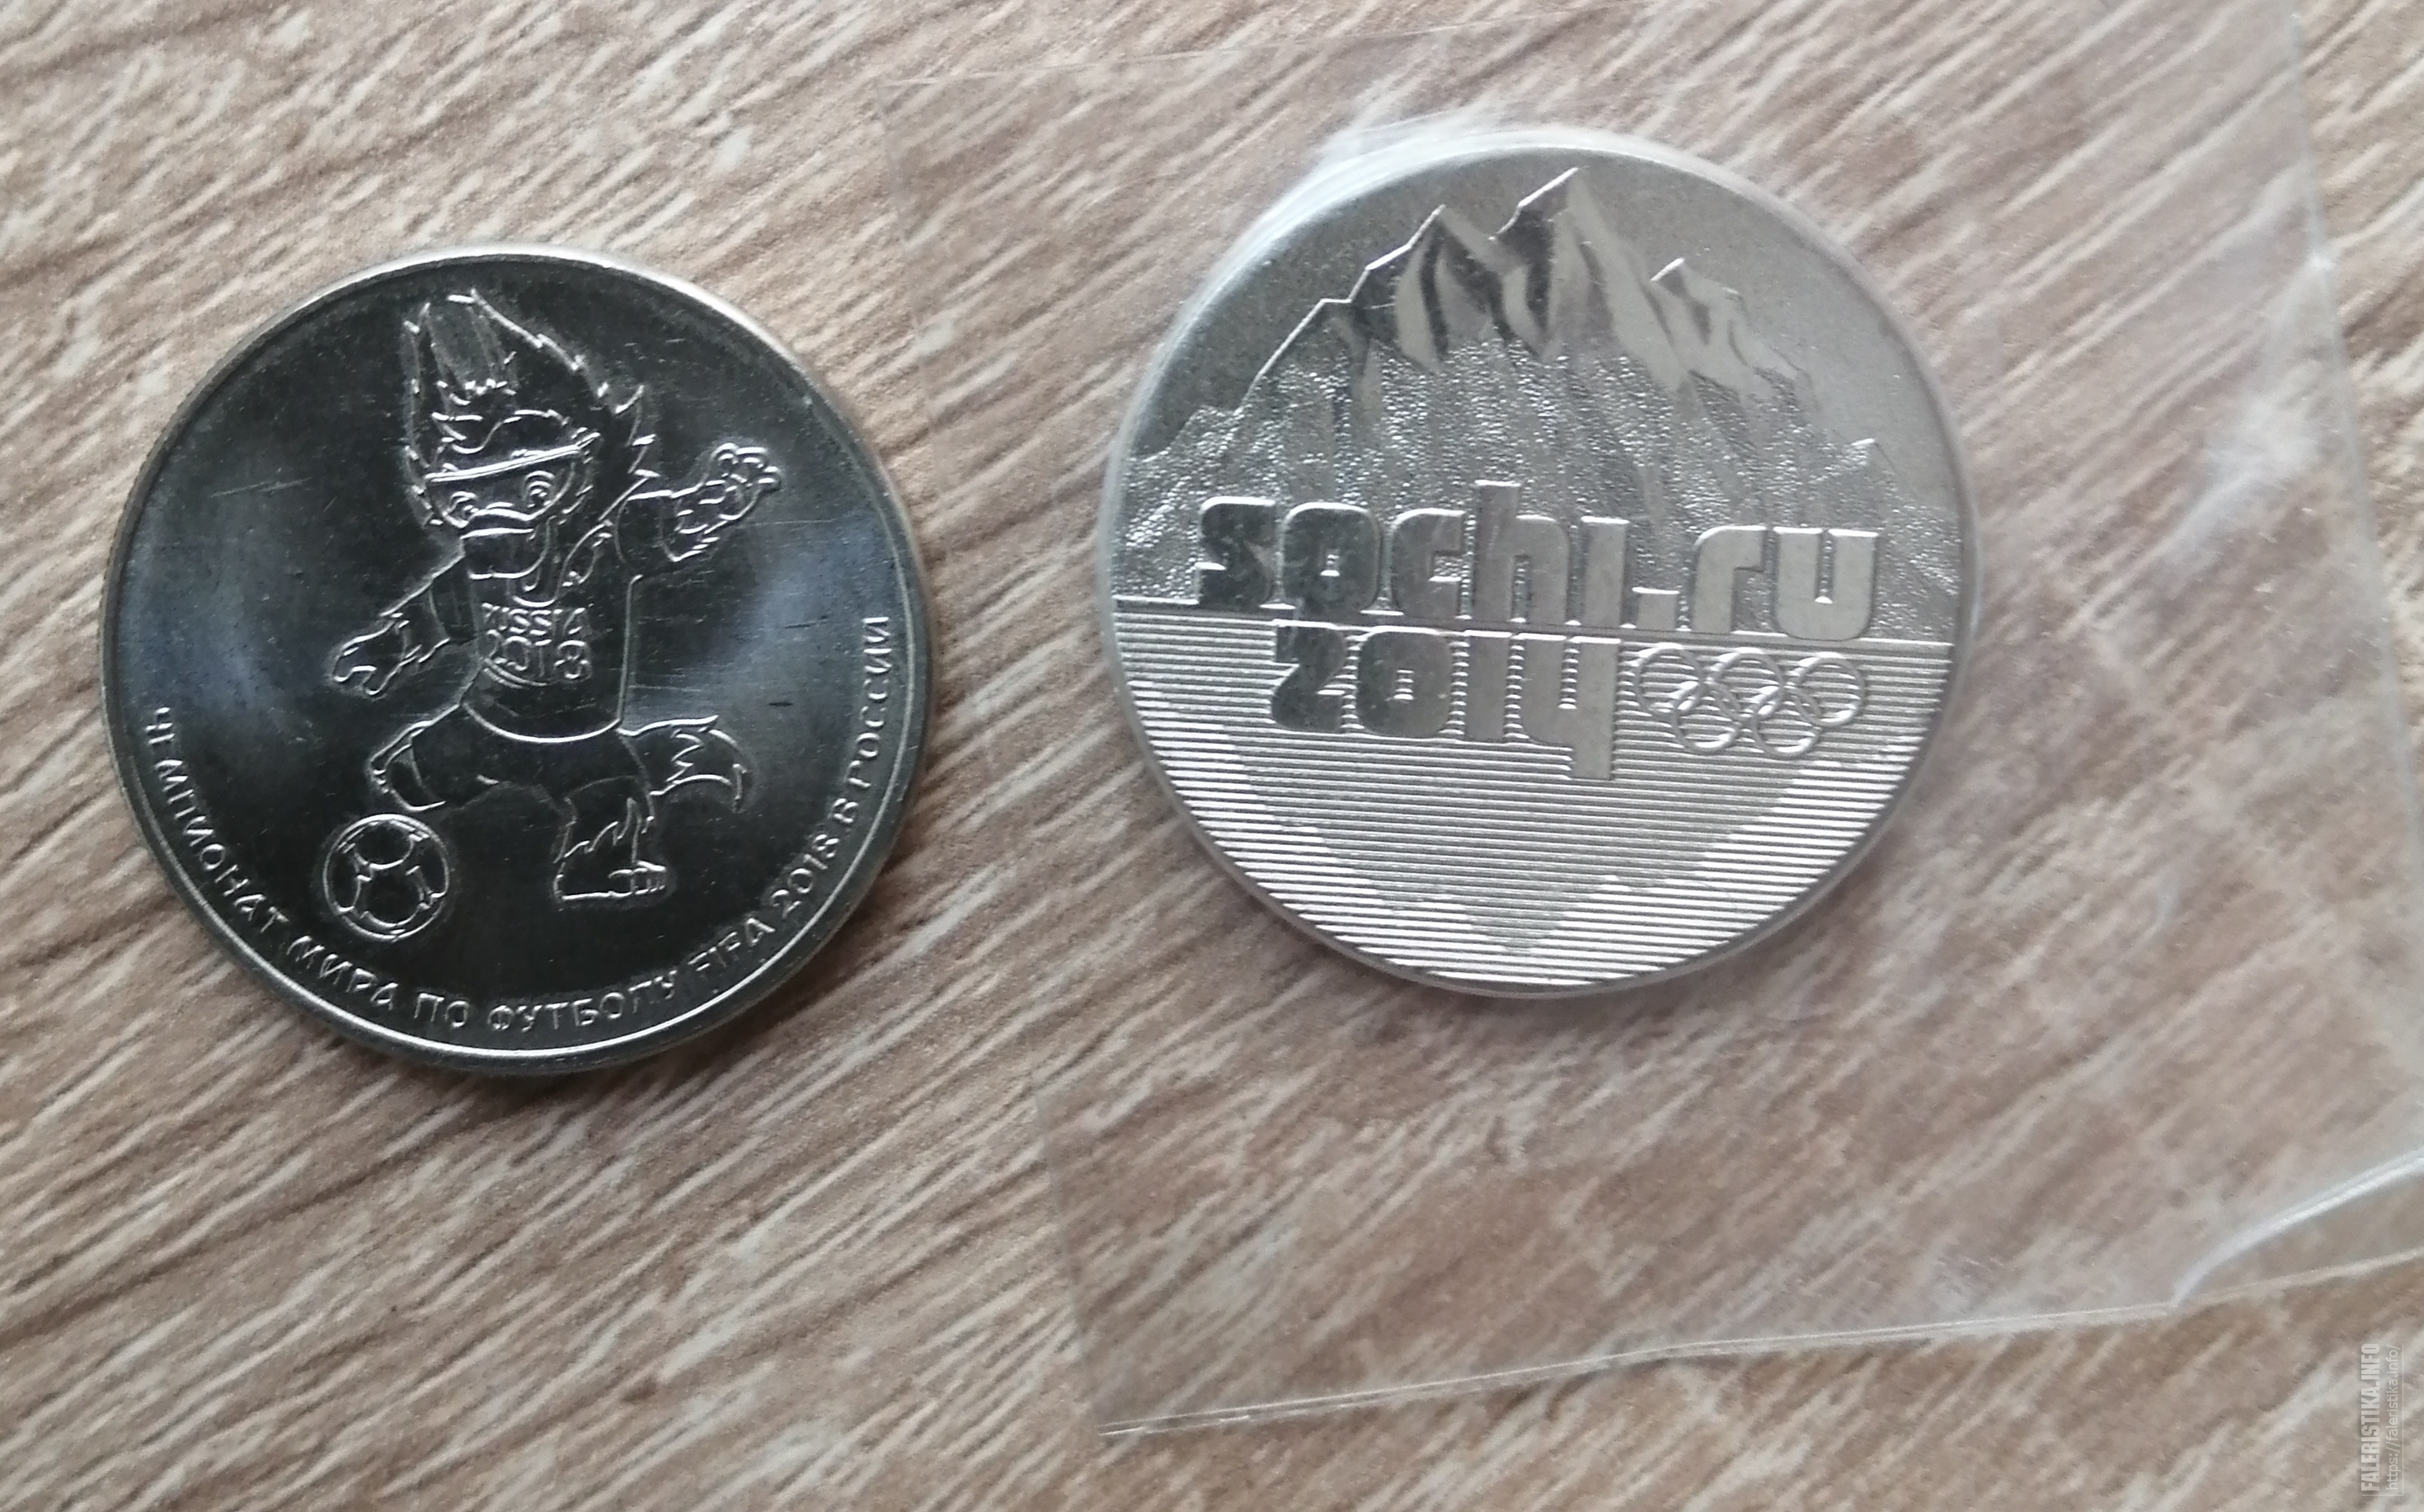 RUSSIA
2018
ЧЕМПИОНАТ МИРА ПО ФУТБОЛУ FIFA 2018 В РОССИИ
sochi.ru
2014
FALERISTIKA.INFO
https://faleristika.info/